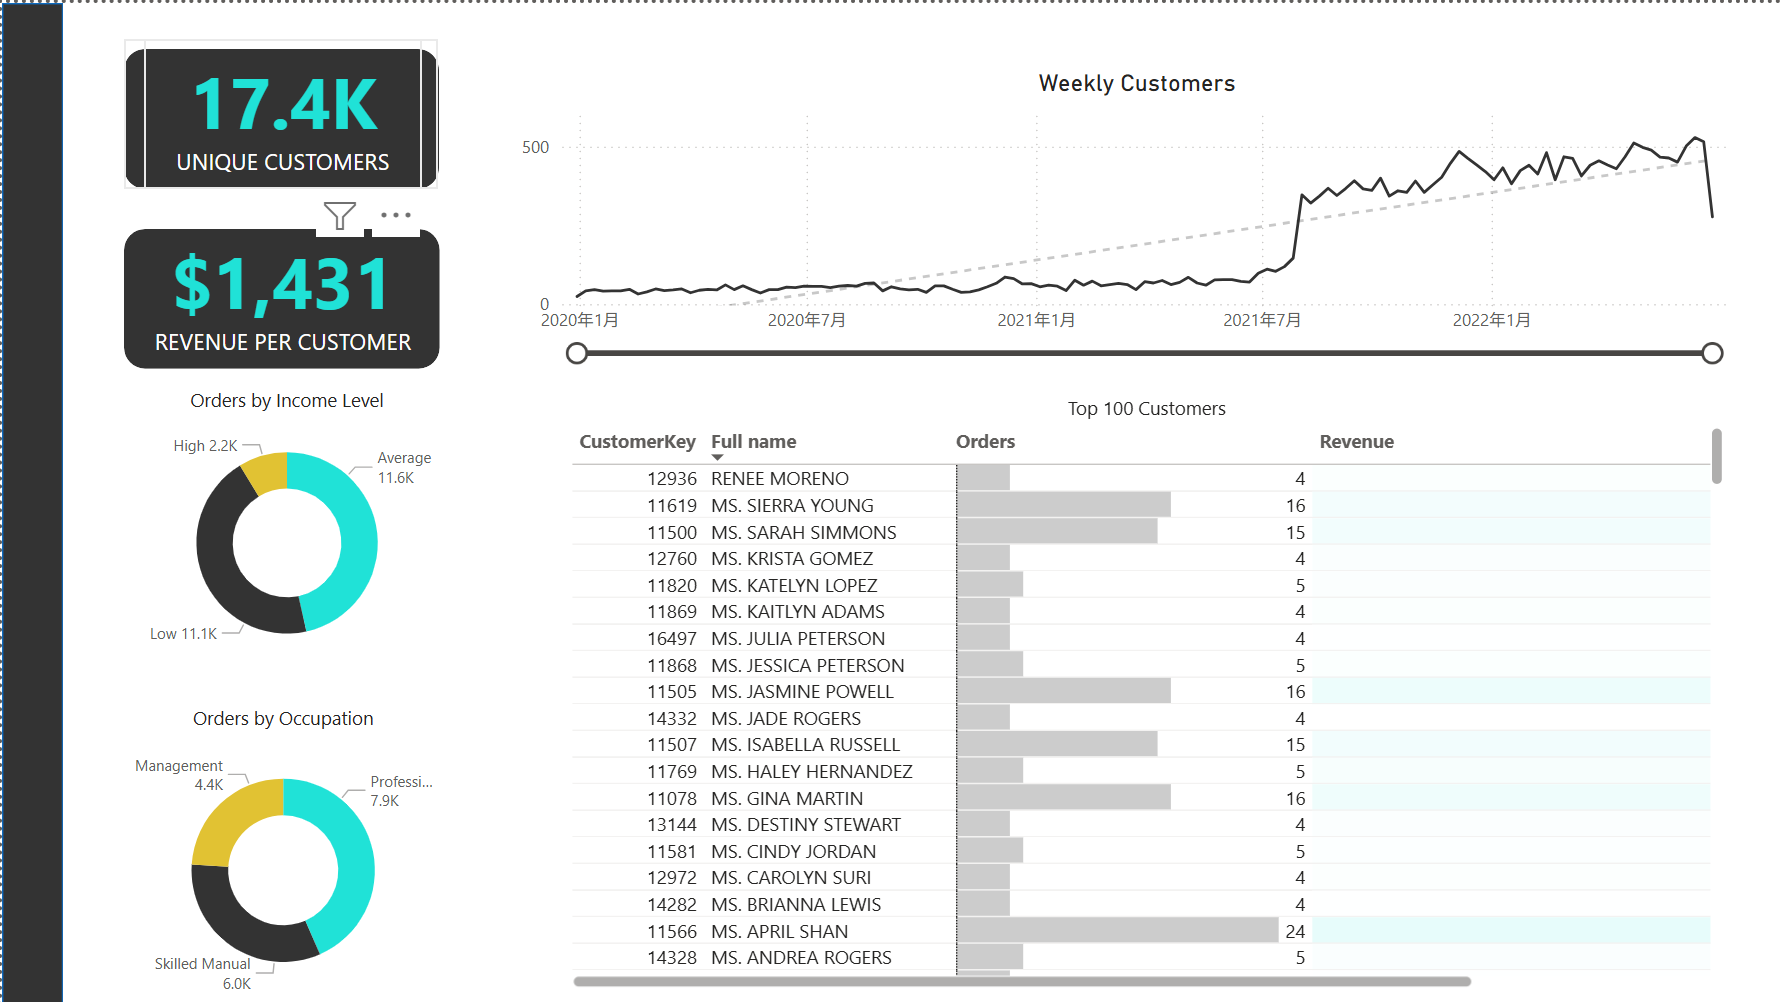 17.4K
UNIQUE CUSTOMERS
$1,431
REVENUE PER CUSTOMER
Orders by Income Level
High 2.2K
Average
11.6K
Low 11.1K
Orders by Occupation
Management
4.4K
Professi...
7.9K
Skilled Manual
6.0K
Weekly Customers
500
0
2020年1月 2020年7月 2021年1月 2021年7月 2022年1月
Top 100 Customers
CustomerKey Full name Orders Revenue
12936 RENEE MORENO 4
11619 MS. SIERRA YOUNG 16
11500 MS. SARAH SIMMONS 15
12760 MS. KRISTA GOMEZ 4
11820 MS. KATELYN LOPEZ 5
11869 MS. KAITLYN ADAMS 4
16497 MS. JULIA PETERSON 4
11868 MS. JESSICA PETERSON 5
11505 MS. JASMINE POWELL 16
14332 MS. JADE ROGERS 4
11507 MS. ISABELLA RUSSELL 15
11769 MS. HALEY HERNANDEZ 5
11078 MS. GINA MARTIN 16
13144 MS. DESTINY STEWART 4
11581 MS. CINDY JORDAN 5
12972 MS. CAROLYN SURI 4
14282 MS. BRIANNA LEWIS 4
11566 MS. APRIL SHAN 24
14328 MS. ANDREA ROGERS 5